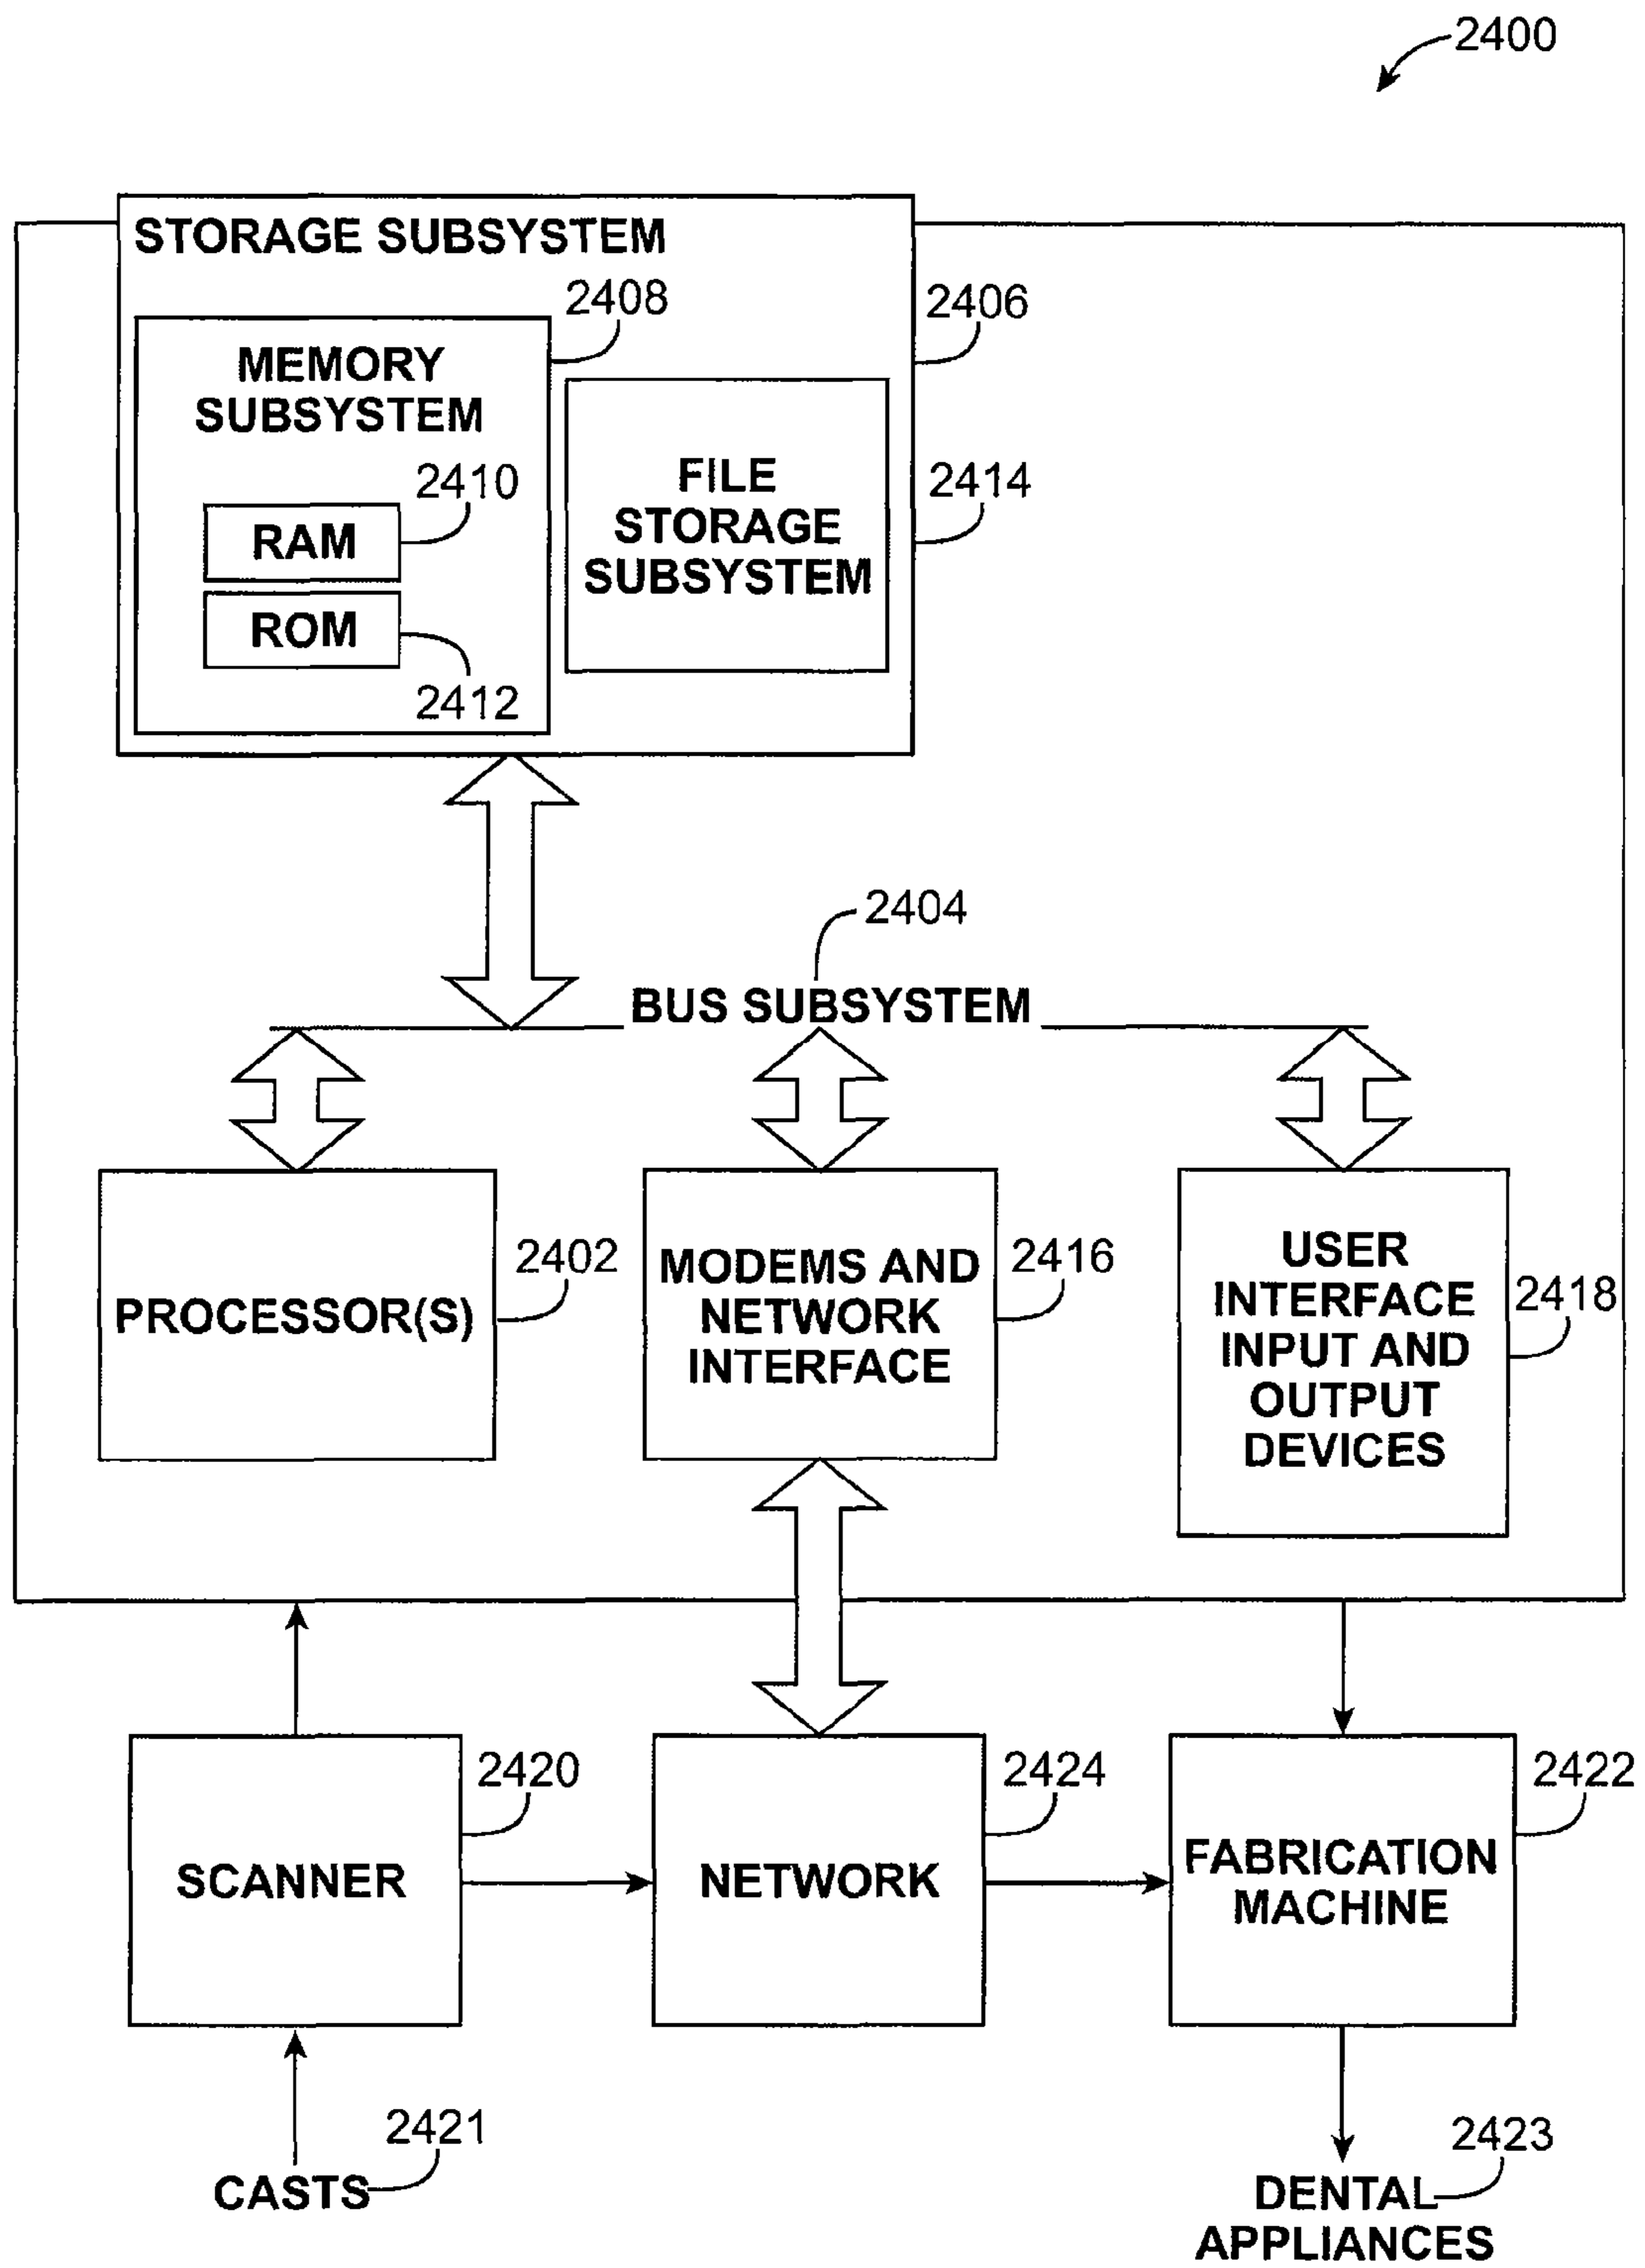 2400
STORAGE SUBSYSTEM
2408
2406
MEMORY
SUBSYSTEM
2410
RAM
ROM
2412
FILE
STORAGE
SUBSYSTEM
2414
2404
BUS SUBSYSTEM
PROCESSOR(S)
2402
MODEMS AND
NETWORK
INTERFACE
2416
USER
INTERFACE
INPUT AND
OUTPUT
DEVICES
2418
SCANNER
2420
NETWORK
2424
FABRICATION
MACHINE
2422
CASTS
2421
DENTAL
APPLIANCES
2423